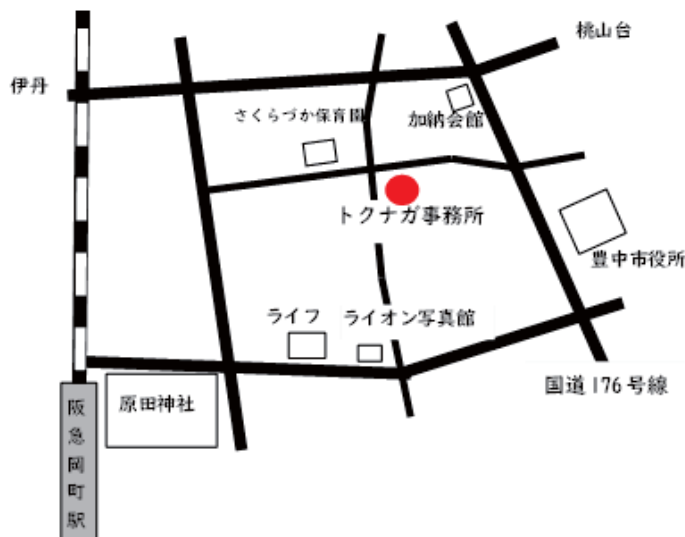 桃山台
伊丹
さくらづか保育園
加納会館
トクナガ事務所
豊中市役所
ライフ
ライオン写真館
国道176号線
原田神社
阪急岡町駅